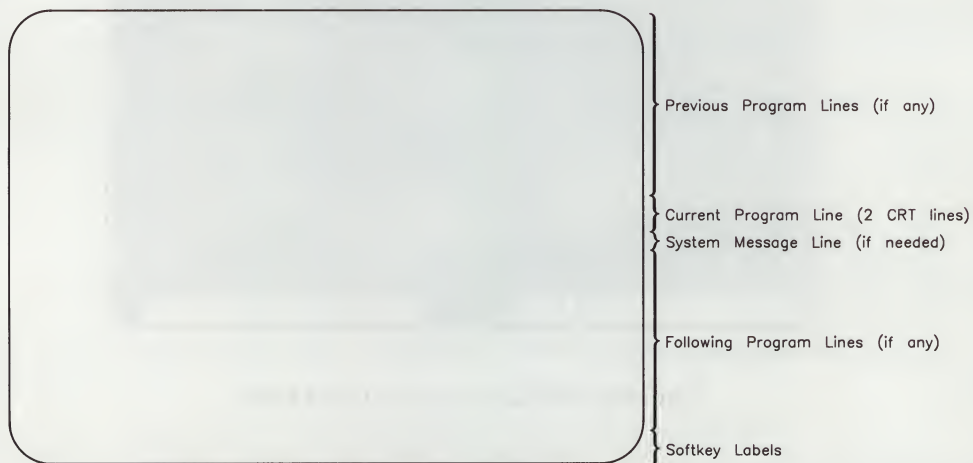 Previous Program Lines (if any)
Current Program Line (2 CRT lines)
System Message Line (if needed)
Following Program Lines (if any)
Softkey Labels